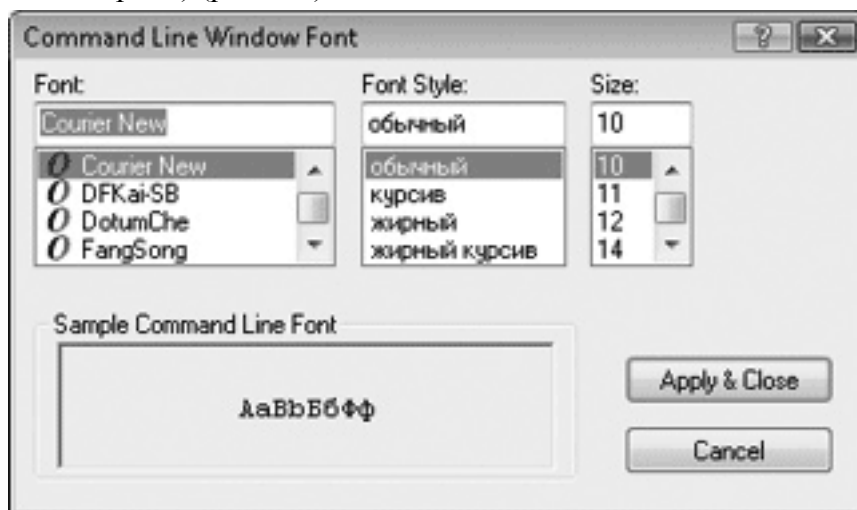 Command Line Window Font
Font:
Font Style:
Size:
Courier New
обычный
10
Courier New
DFKai-SB
DotumChe
FangSong
обычный
курсив
жирный
жирный курсив
10
11
12
14
Sample Command Line Font
AaBbБбФф
Apply & Close
Cancel